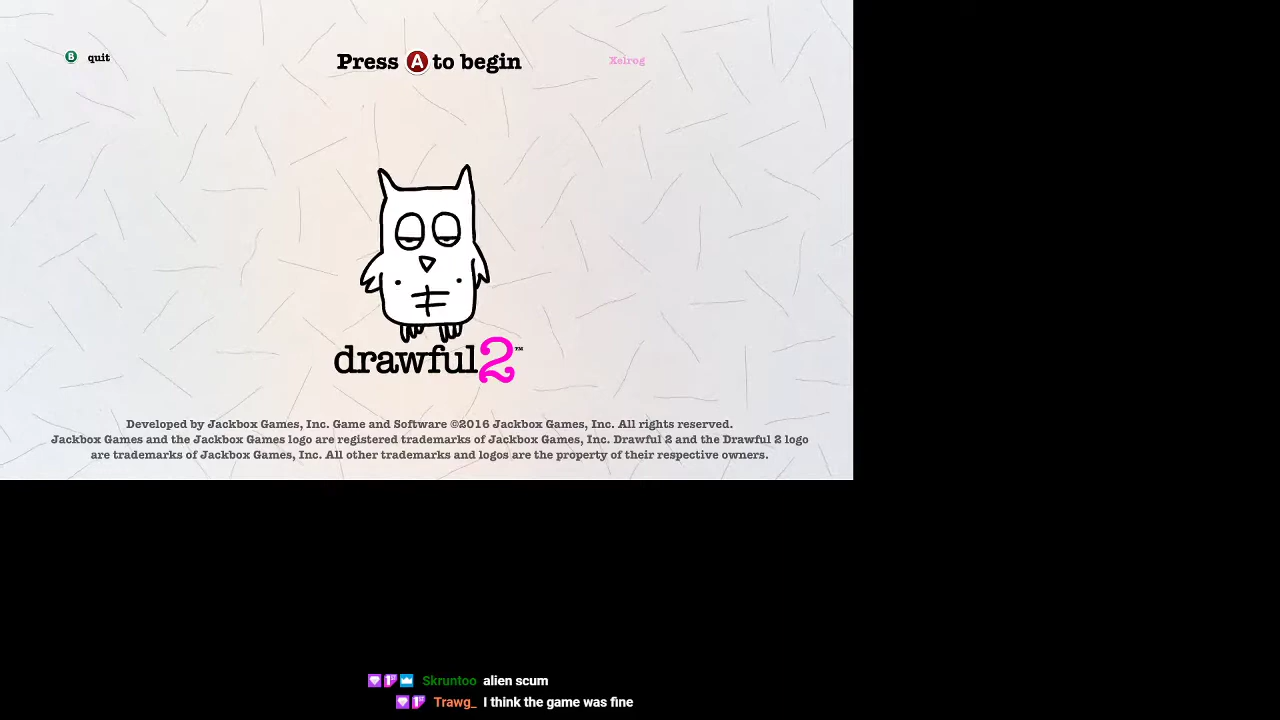 B quit
Press A to begin
Xelrog
drawful 2™
Developed by Jackbox Games, Inc. Game and Software ©2016 Jackbox Games, Inc. All rights reserved.
Jackbox Games and the Jackbox Games logo are registered trademarks of Jackbox Games, Inc. Drawful 2 and the Drawful 2 logo
are trademarks of Jackbox Games, Inc. All other trademarks and logos are the property of their respective owners.
Skruntoo alien scum
Trawg_ I think the game was fine